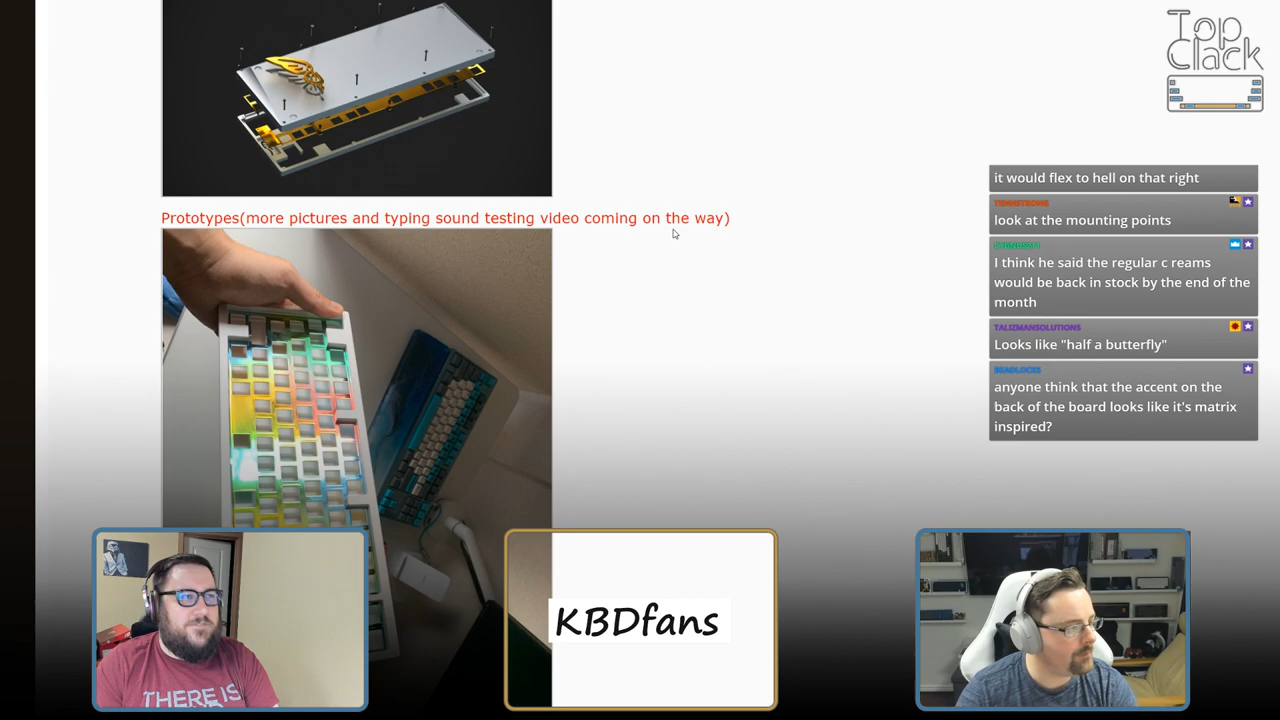 Top
Clack
it would flex to hell on that right
TENNSTRONG
look at the mounting points
I think he said the regular c reams
would be back in stock by the end of the
month
TALIZMANSOLUTIONS
Looks like "half a butterfly"
BRADLOCKS
anyone think that the accent on the
back of the board looks like it's matrix
inspired?
Prototypes(more pictures and typing sound testing video coming on the way)
THERE IS
KBDfans